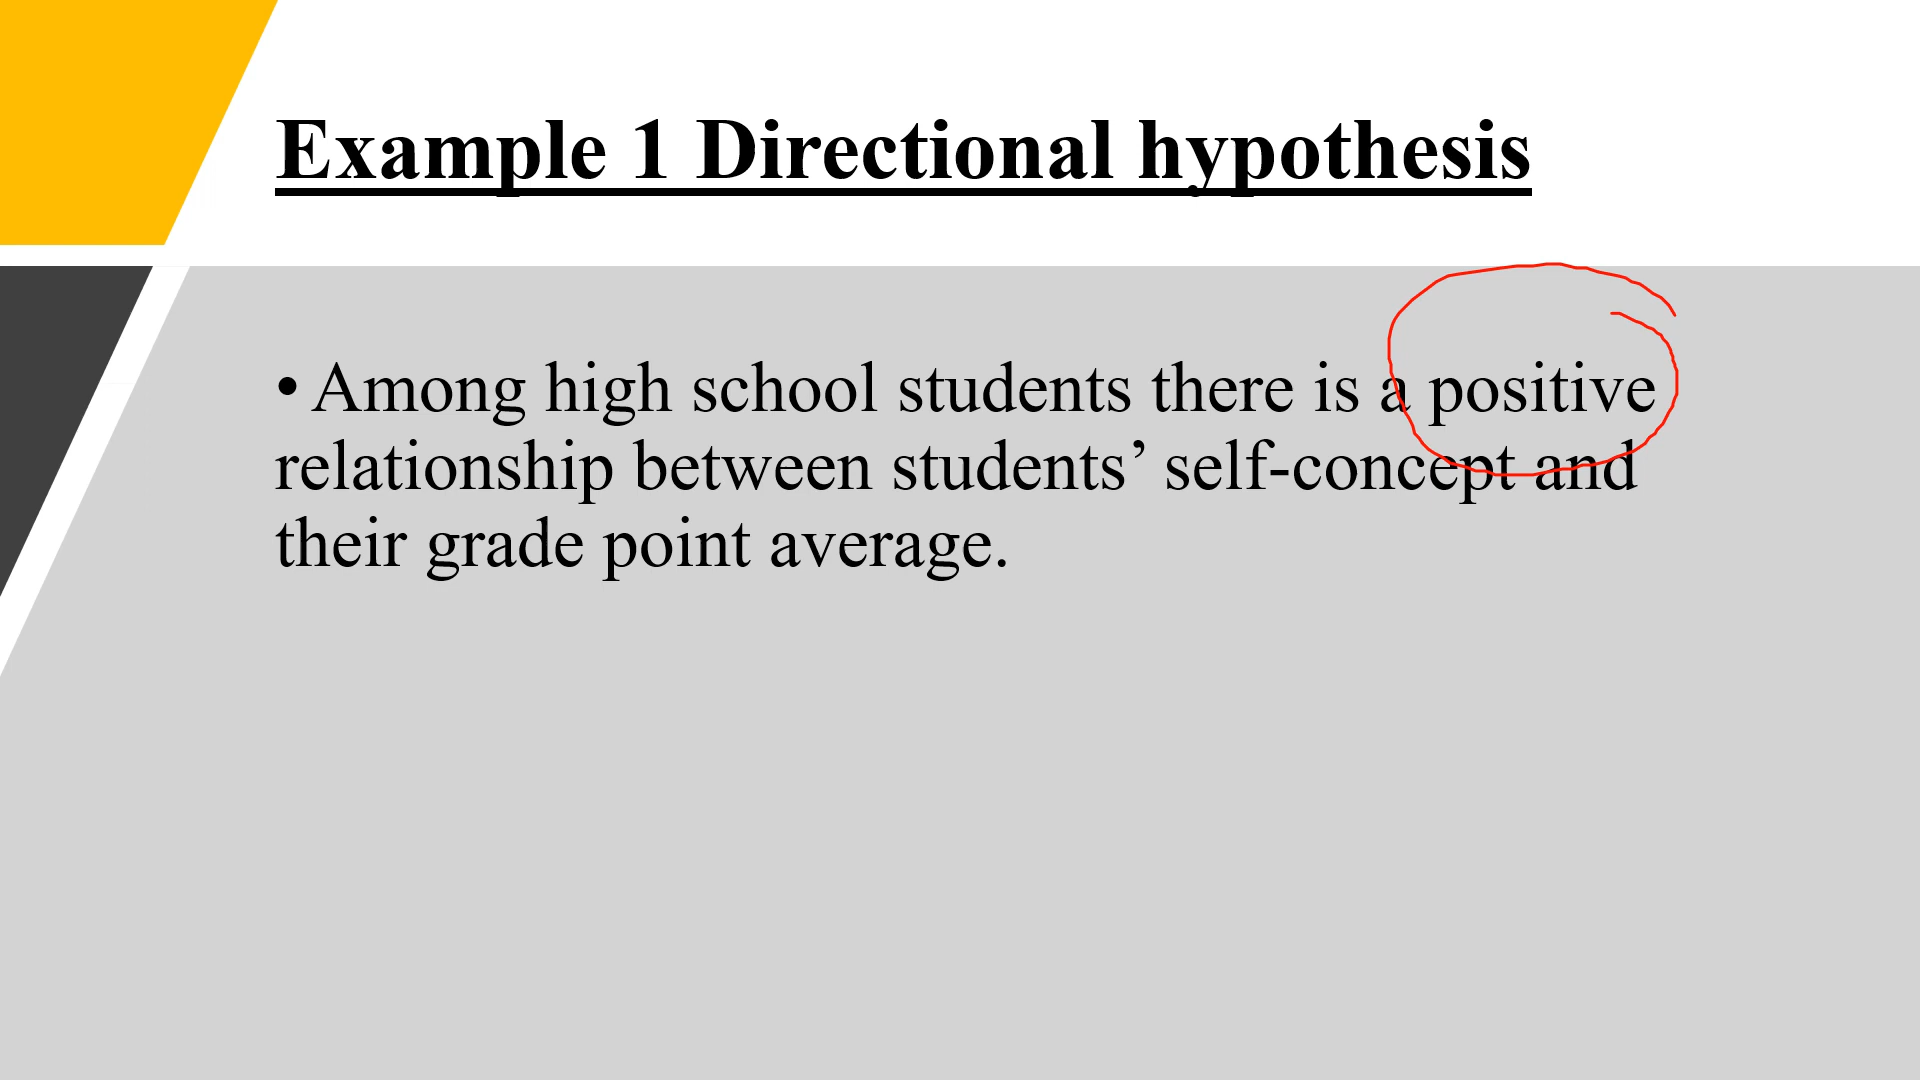 Example 1 Directional hypothesis
• Among high school students there is a positive
relationship between students’ self-concept and
their grade point average.